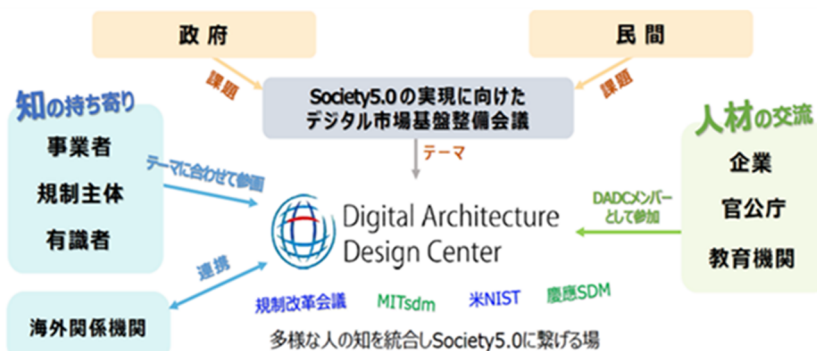 政府
民間
課題
課題
Society5.0の実現に向けた
デジタル市場基盤整備会議
知の持ち寄り
事業者
規制主体
有識者
テーマに合わせて参画
テーマ
人材の交流
企業
官公庁
教育機関
DADCメンバー
として参加
Digital Architecture
Design Center
連携
海外関係機関
規制改革会議
MITsdm
米NIST
慶應SDM
多様な人の知を統合しSociety5.0に繋げる場